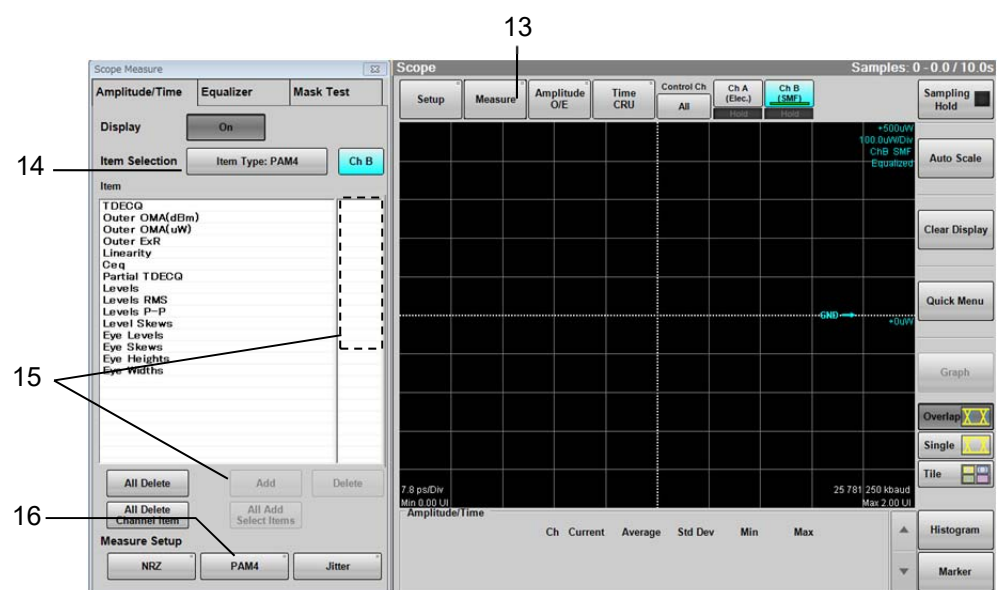 13
Scope Measure
Amplitude/Time Equalizer Mask Test
Display On
14
Item Selection Item Type: PAM4 Ch B
Item
TDECQ
Outer OMA(dBm)
Outer OMA(uW)
Outer ExR
Linearity
Ceq
Partial TDECQ
Levels
Levels RMS
Levels P-P
Level Skews
Eye Levels
Eye Skews
Eye Heights
Eye Widths
15
All Delete Add Delete
All Delete
Channel Item
All Add
Select Items
16
Measure Setup
NRZ PAM4 Jitter
Scope Samples: 0 - 0.0 / 10.0s
Setup
Measure
Amplitude
O/E
Time
CRU
Control Ch
All
Ch A
(Elec.)
Hold
Ch B
(SMF)
Hold
Sampling
Hold
+500uW
100.0uW/Div
ChB SMF
Equalized
GND
+0uW
7.8 ps/Div
Min 0.00 UI
25 781 250 kbaud
Max 2.00 UI
Auto Scale
Clear Display
Quick Menu
Graph
Overlap
Single
Tile
Amplitude/Time
Ch Current Average Std Dev Min Max
Histogram
Marker